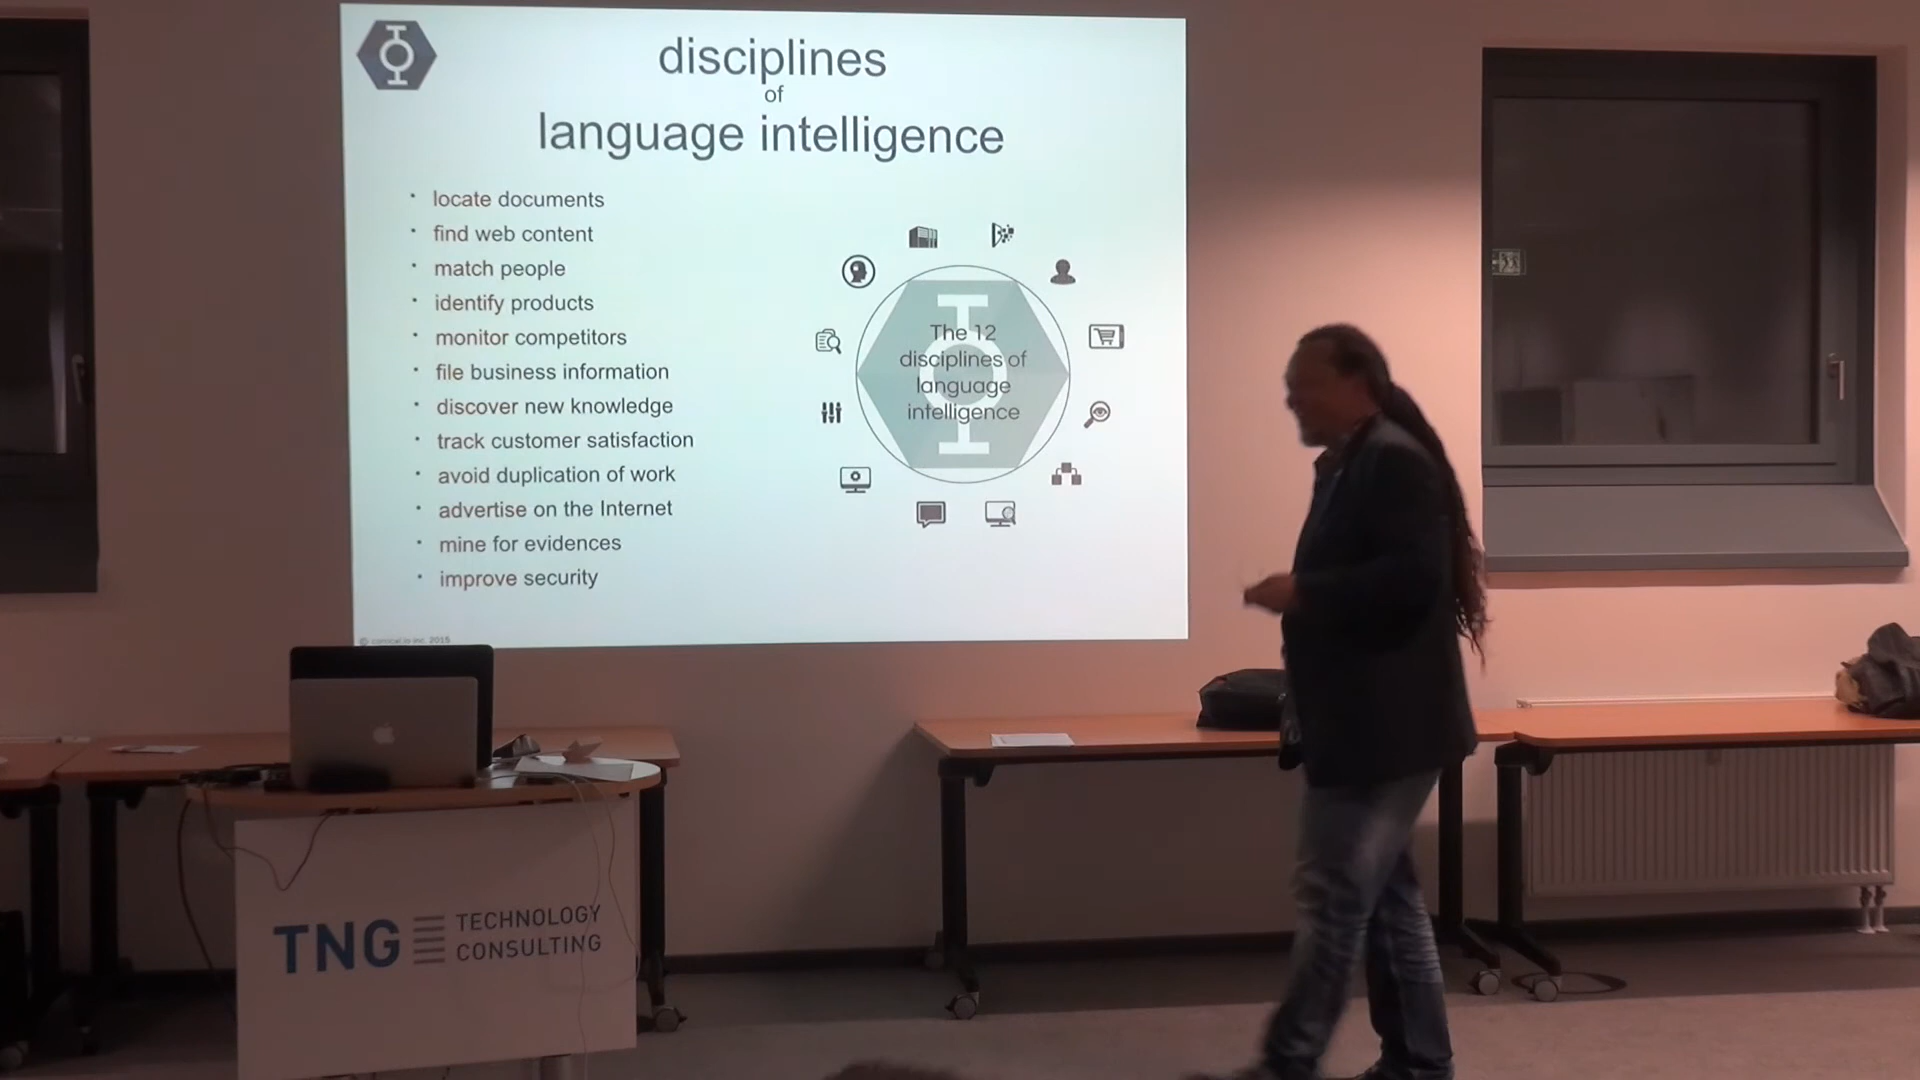 disciplines
of
language intelligence
locate documents
find web content
match people
identify products
monitor competitors
file business information
discover new knowledge
track customer satisfaction
avoid duplication of work
advertise on the Internet
mine for evidences
improve security
The 12
disciplines of
language
intelligence
inc. 2015
TNG TECHNOLOGY
CONSULTING